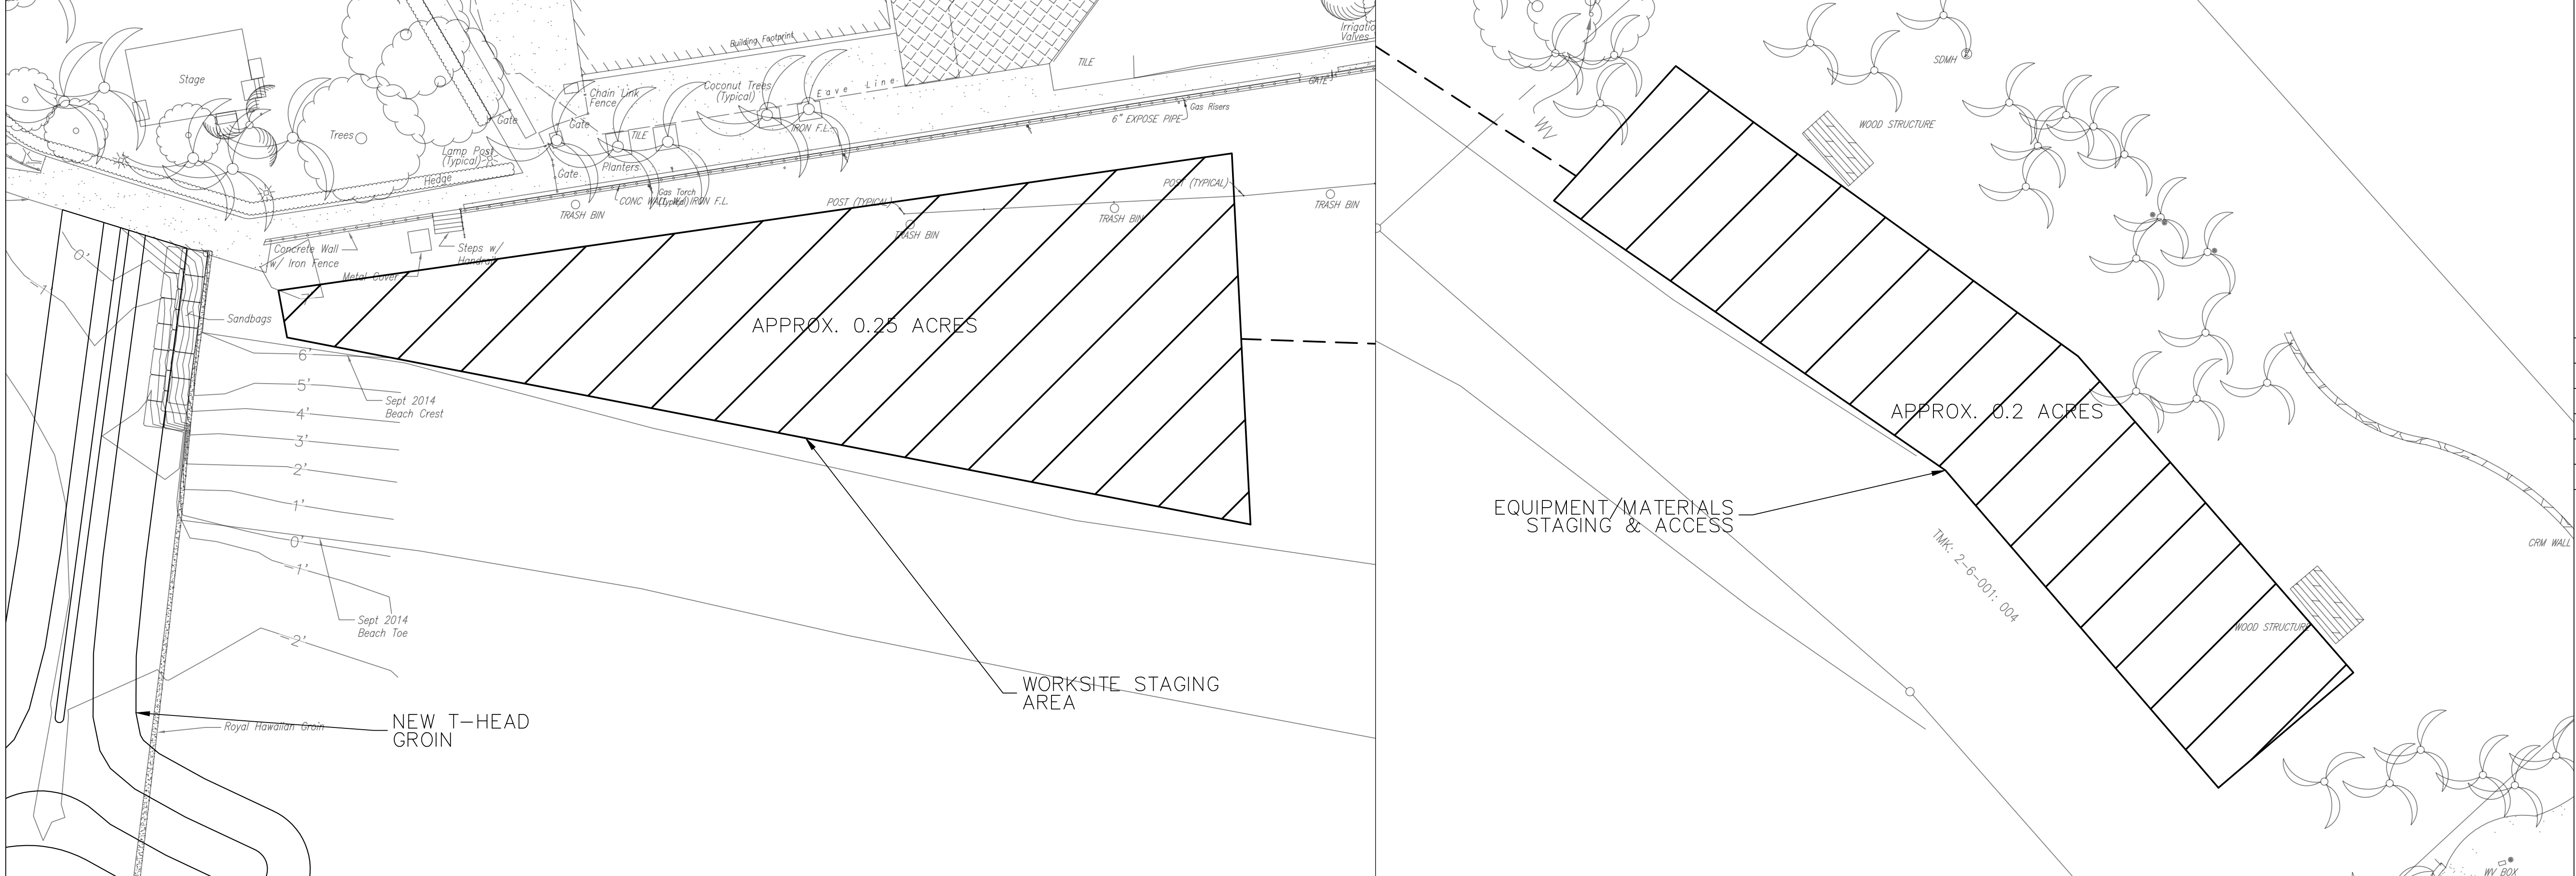 Stage
Building Footprint
Irrigatio
Valves
TILE
GATE
Chain Link
Fence
Coconut Trees
(Typical)
Eave Line
Gas Risers
6" EXPOSE PIPE
Gate
Gate
TILE
IRON F.L.
Trees
Lamp Post
(Typical)
Gate
Planters
Hedge
Gas Torch
(Typical)
CONC WALL W/ IRON F.L.
TRASH BIN
POST (TYPICAL)
TRASH BIN
POST (TYPICAL)
TRASH BIN
TRASH BIN
Concrete Wall
w/ Iron Fence
Steps w/
Handrail
Metal Cover
0'
-1
Sandbags
6'
5'
4'
3'
2'
1'
0'
-1'
-2'
Sept 2014
Beach Crest
APPROX. 0.25 ACRES
Sept 2014
Beach Toe
WORKSITE STAGING
AREA
NEW T-HEAD
GROIN
Royal Hawaiian Groin
SDMH
WV
WOOD STRUCTURE
APPROX. 0.2 ACRES
EQUIPMENT/MATERIALS
STAGING & ACCESS
TMK: 2-6-001: 004
CRM WALL
WOOD STRUCTURE
WV BOX